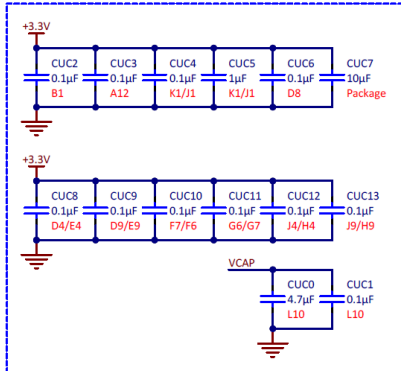 +3.3V
CUC2 CUC3 CUC4 CUC5 CUC6 CUC7
0.1µF 0.1µF 0.1µF 1µF 0.1µF 10µF
B1 A12 K1/J1 K1/J1 D8 Package
+3.3V
CUC8 CUC9 CUC10 CUC11 CUC12 CUC13
0.1µF 0.1µF 0.1µF 0.1µF 0.1µF 0.1µF
D4/E4 D9/E9 F7/F6 G6/G7 J4/H4 J9/H9
VCAP
CUC0 CUC1
4.7µF 0.1µF
L10 L10